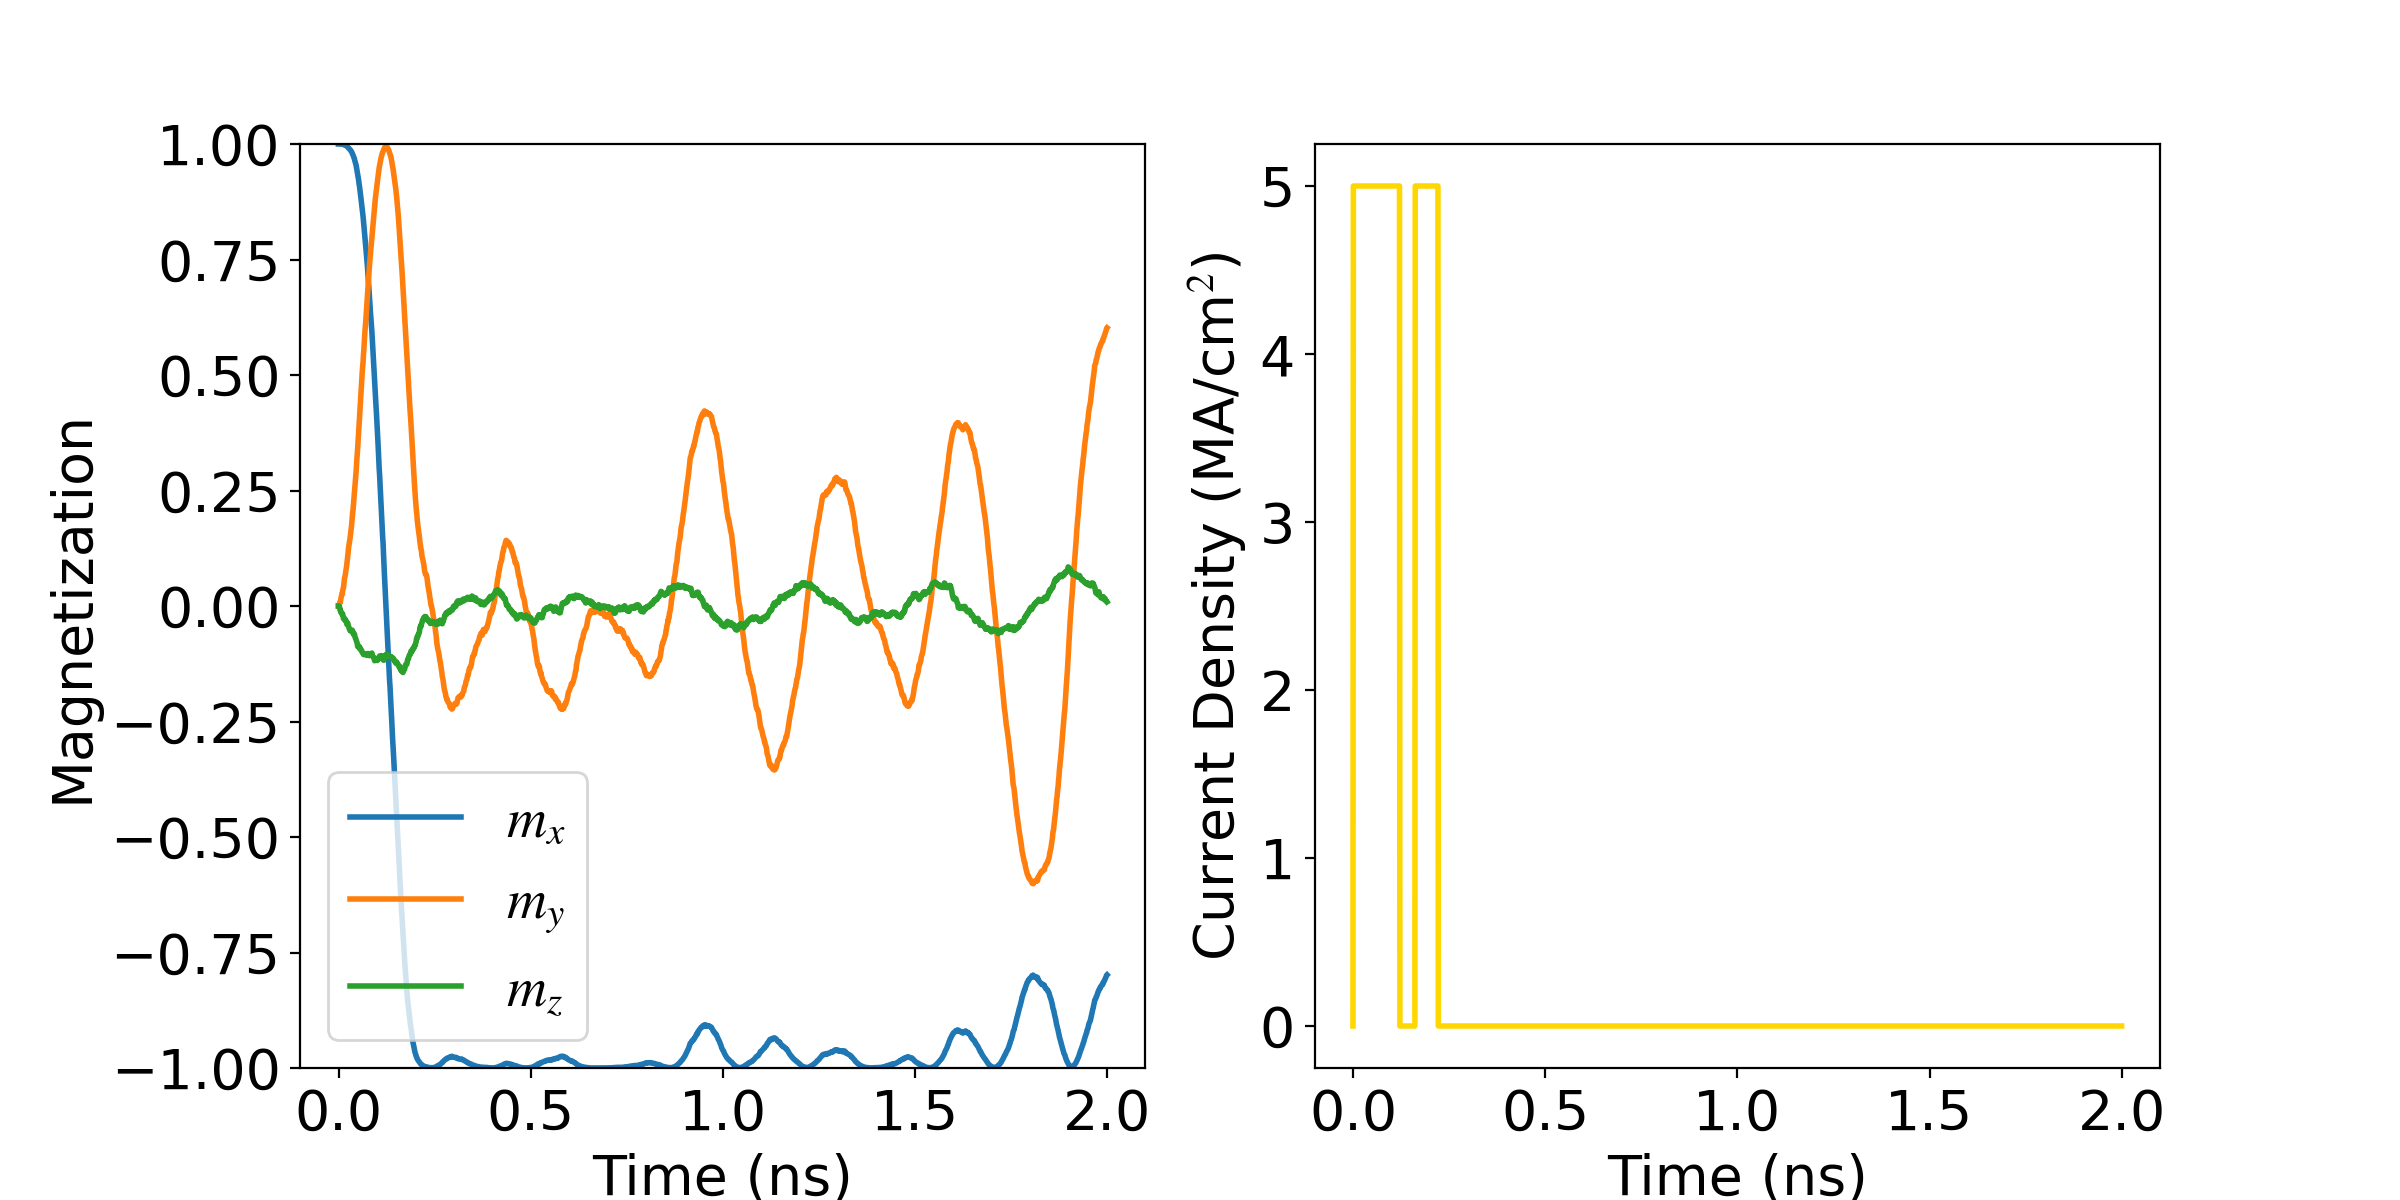 Magnetization
1.00
0.75
0.50
0.25
0.00
−0.25
−0.50
−0.75
−1.00
m_x
m_y
m_z
0.0 0.5 1.0 1.5 2.0
Time (ns)
Current Density (MA/cm²)
5
4
3
2
1
0
0.0 0.5 1.0 1.5 2.0
Time (ns)